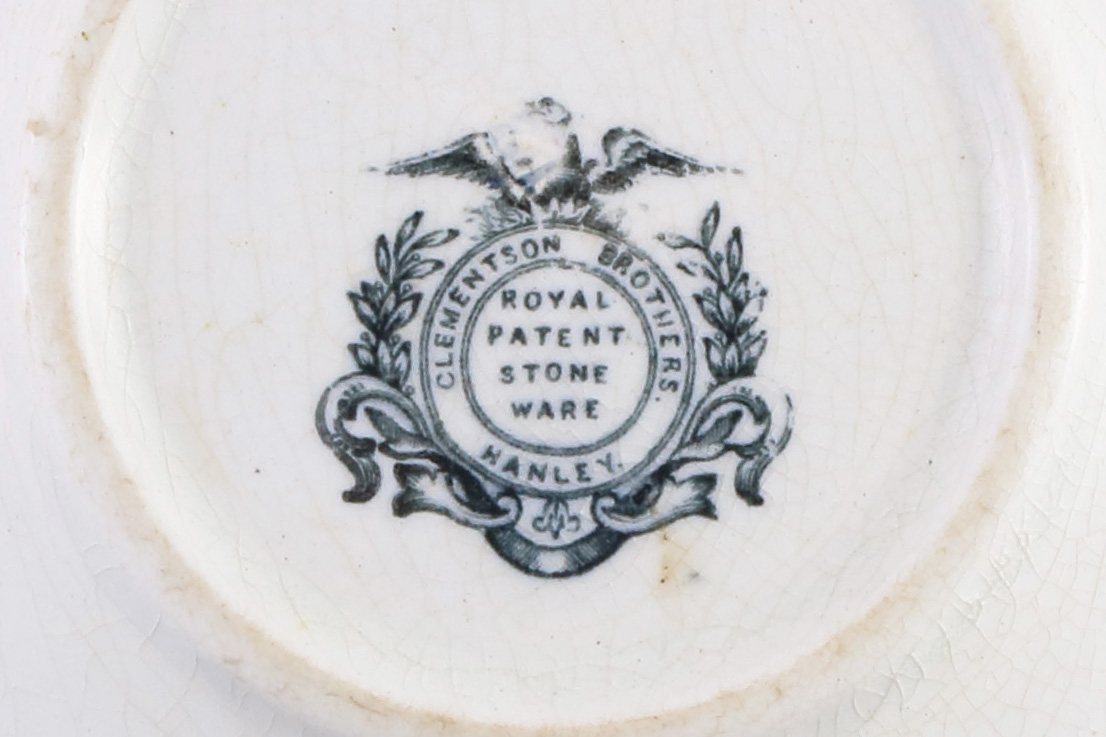 CLEMENTSON BROTHERS.
ROYAL
PATENT
STONE
WARE
HANLEY.